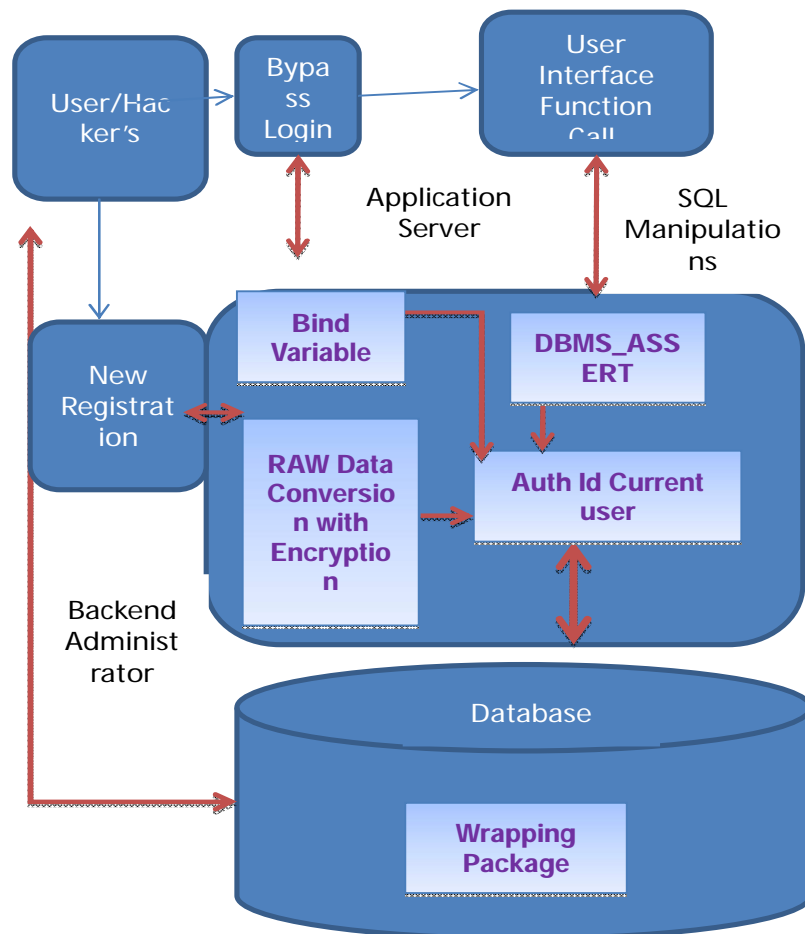 User/Hac
ker's
Bypa
ss
Login
User
Interface
Function
Call
Application
Server
SQL
Manipulatio
ns
Bind
Variable
DBMS_ASS
ERT
New
Registrat
ion
RAW Data
Conversio
n with
Encryptio
n
Auth Id Current
user
Backend
Administ
rator
Database
Wrapping
Package